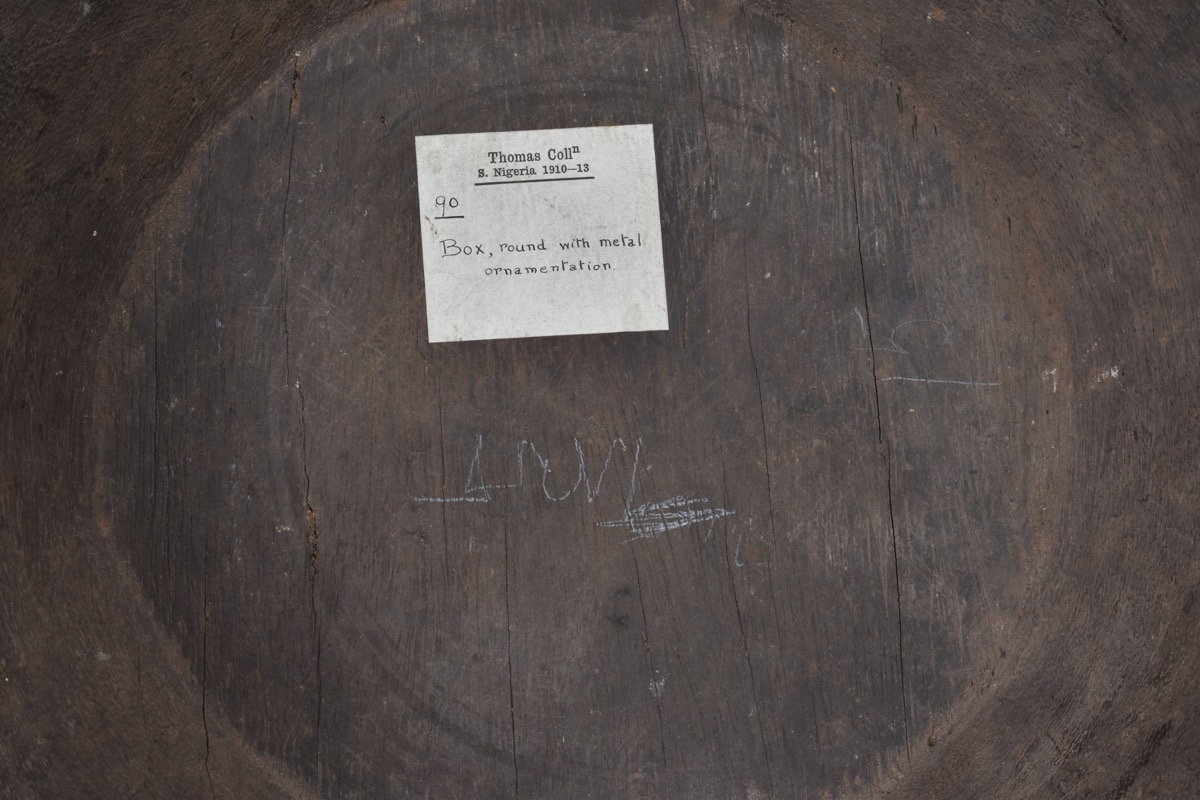 Thomas Collⁿ
S. Nigeria 1910—13
90
Box, round with metal
ornamentation.